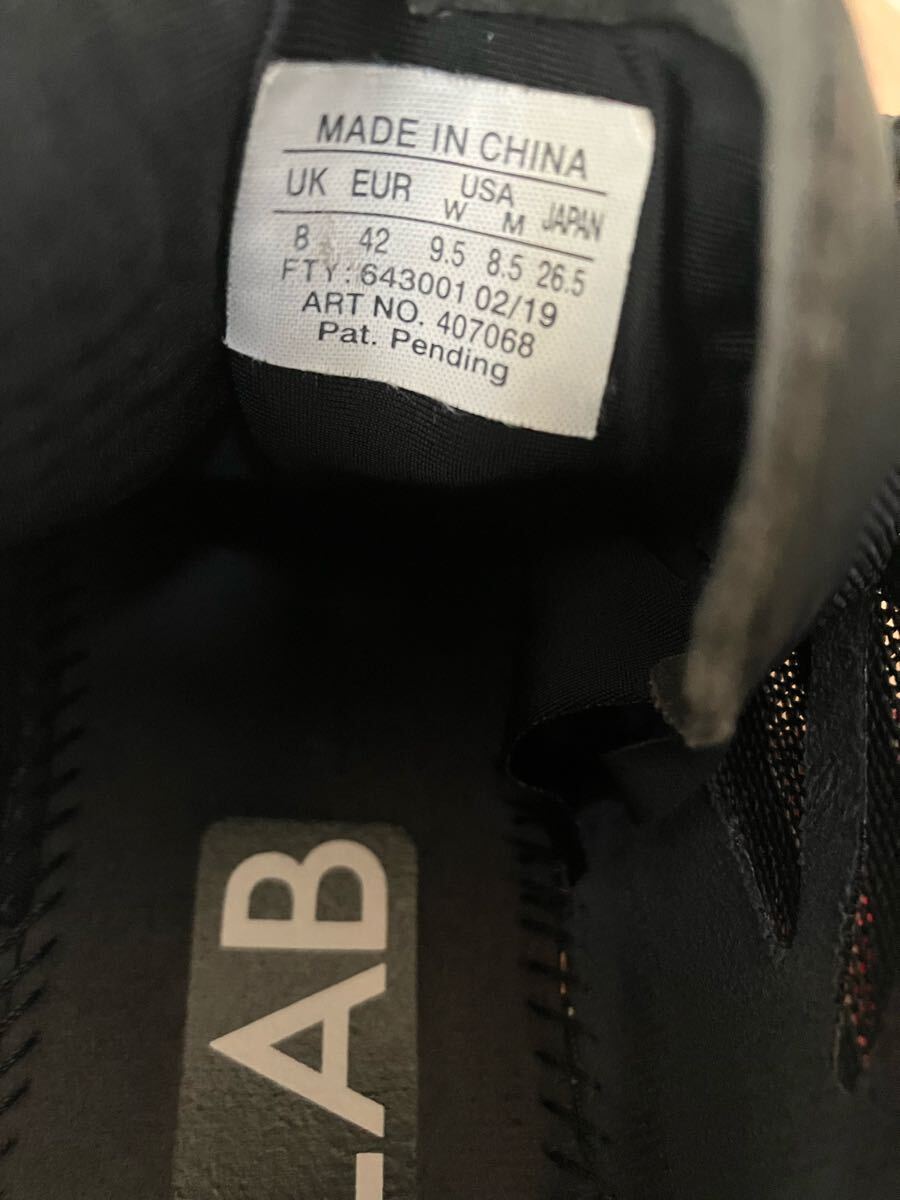 MADE IN CHINA
UK EUR USA JAPAN
W M
8 42 9.5 8.5 26.5
FTY: 643001 02/19
ART NO. 407068
Pat. Pending
LAB